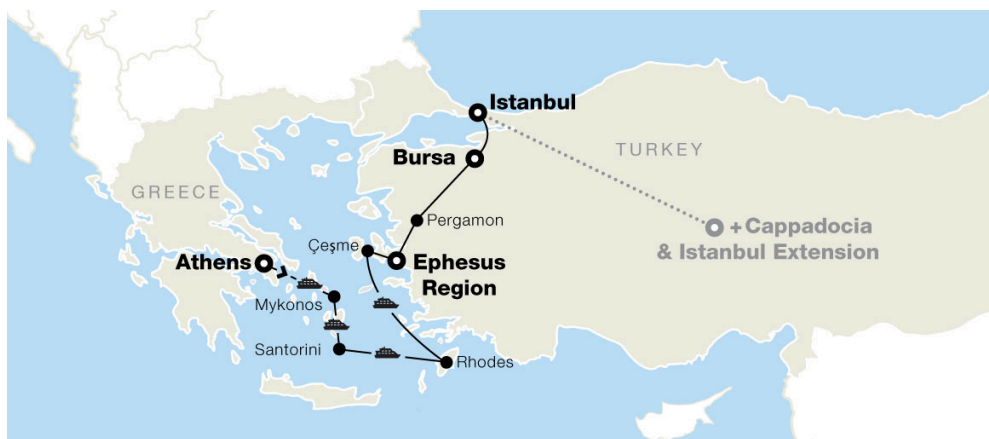 Istanbul
Bursa
TURKEY
GREECE
Pergamon
+Cappadocia
& Istanbul Extension
Çeşme
Athens
Ephesus
Region
Mykonos
Santorini
Rhodes